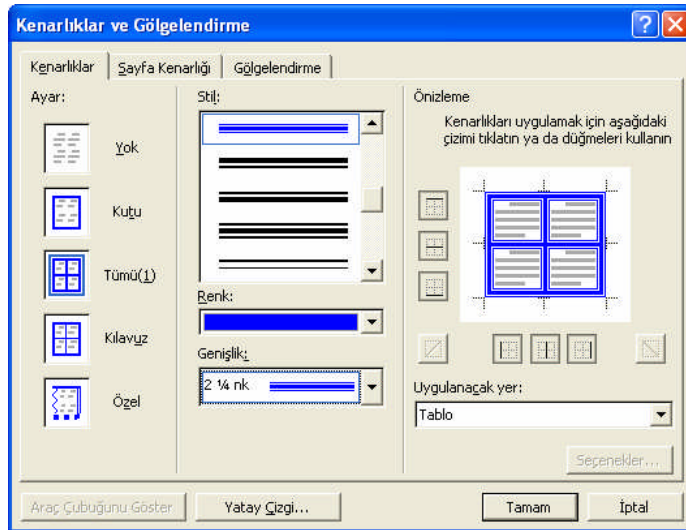 Kenarlıklar ve Gölgelendirme
Kenarlıklar
Sayfa Kenarlığı
Gölgelendirme
Ayar:
Yok
Kutu
Tümü(1)
Kılavuz
Özel
Stil:
Renk:
Genişlik:
2 ¼ nk
Önizleme
Kenarlıkları uygulamak için aşağıdaki
çizimi tıklatın ya da düğmeleri kullanın
Uygulanacak yer:
Tablo
Seçenekler...
Araç Çubuğunu Göster
Yatay Çizgi...
Tamam
İptal